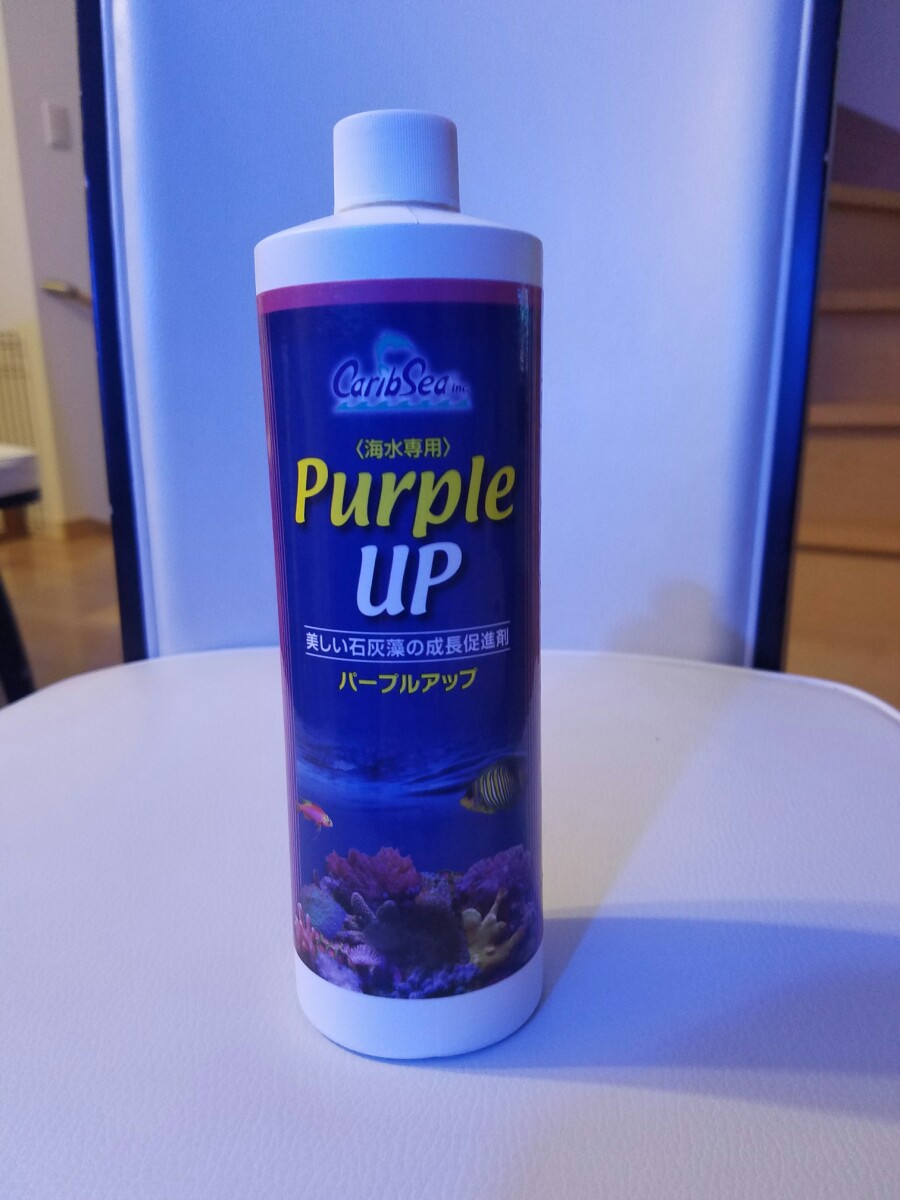 CaribSea inc.
〈海水専用〉
Purple
UP
美しい石灰藻の成長促進剤
パープルアップ